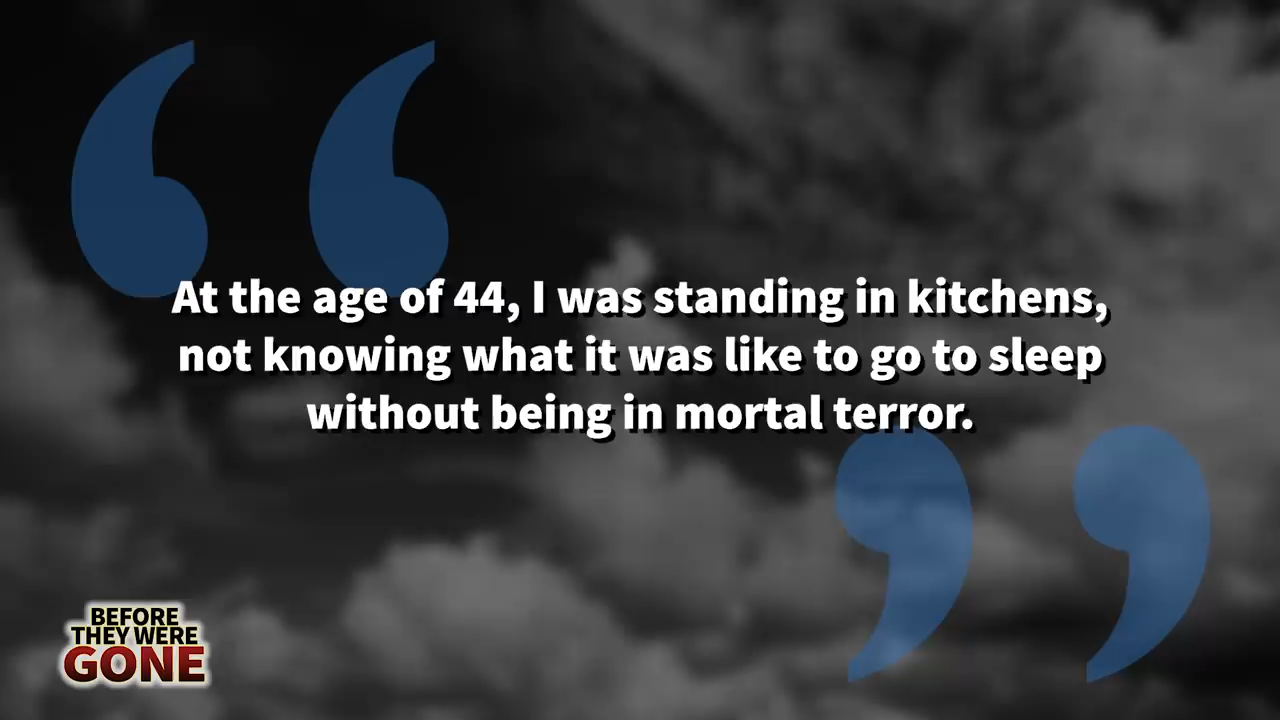 At the age of 44, I was standing in kitchens,
not knowing what it was like to go to sleep
without being in mortal terror.
BEFORE
THEY WERE
GONE